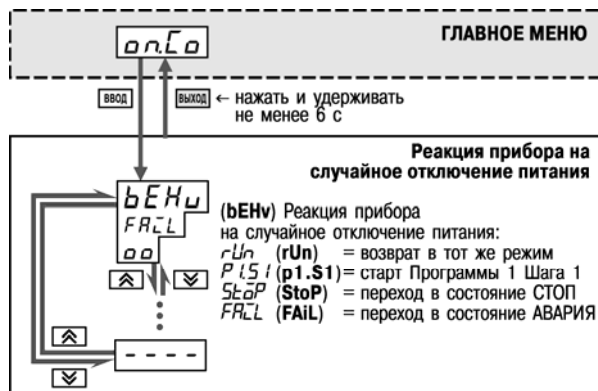 ГЛАВНОЕ МЕНЮ
on.Co
ВВОД
ВЫХОД ← нажать и удерживать
не менее 6 с
Реакция прибора на
случайное отключение питания
bEHv
FAiL
oo
(bEHv) Реакция прибора
на случайное отключение питания:
rUn (rUn) = возврат в тот же режим
P1.S1 (p1.S1) = старт Программы 1 Шага 1
StoP (StoP) = переход в состояние СТОП
FAiL (FAiL) = переход в состояние АВАРИЯ
- - - -